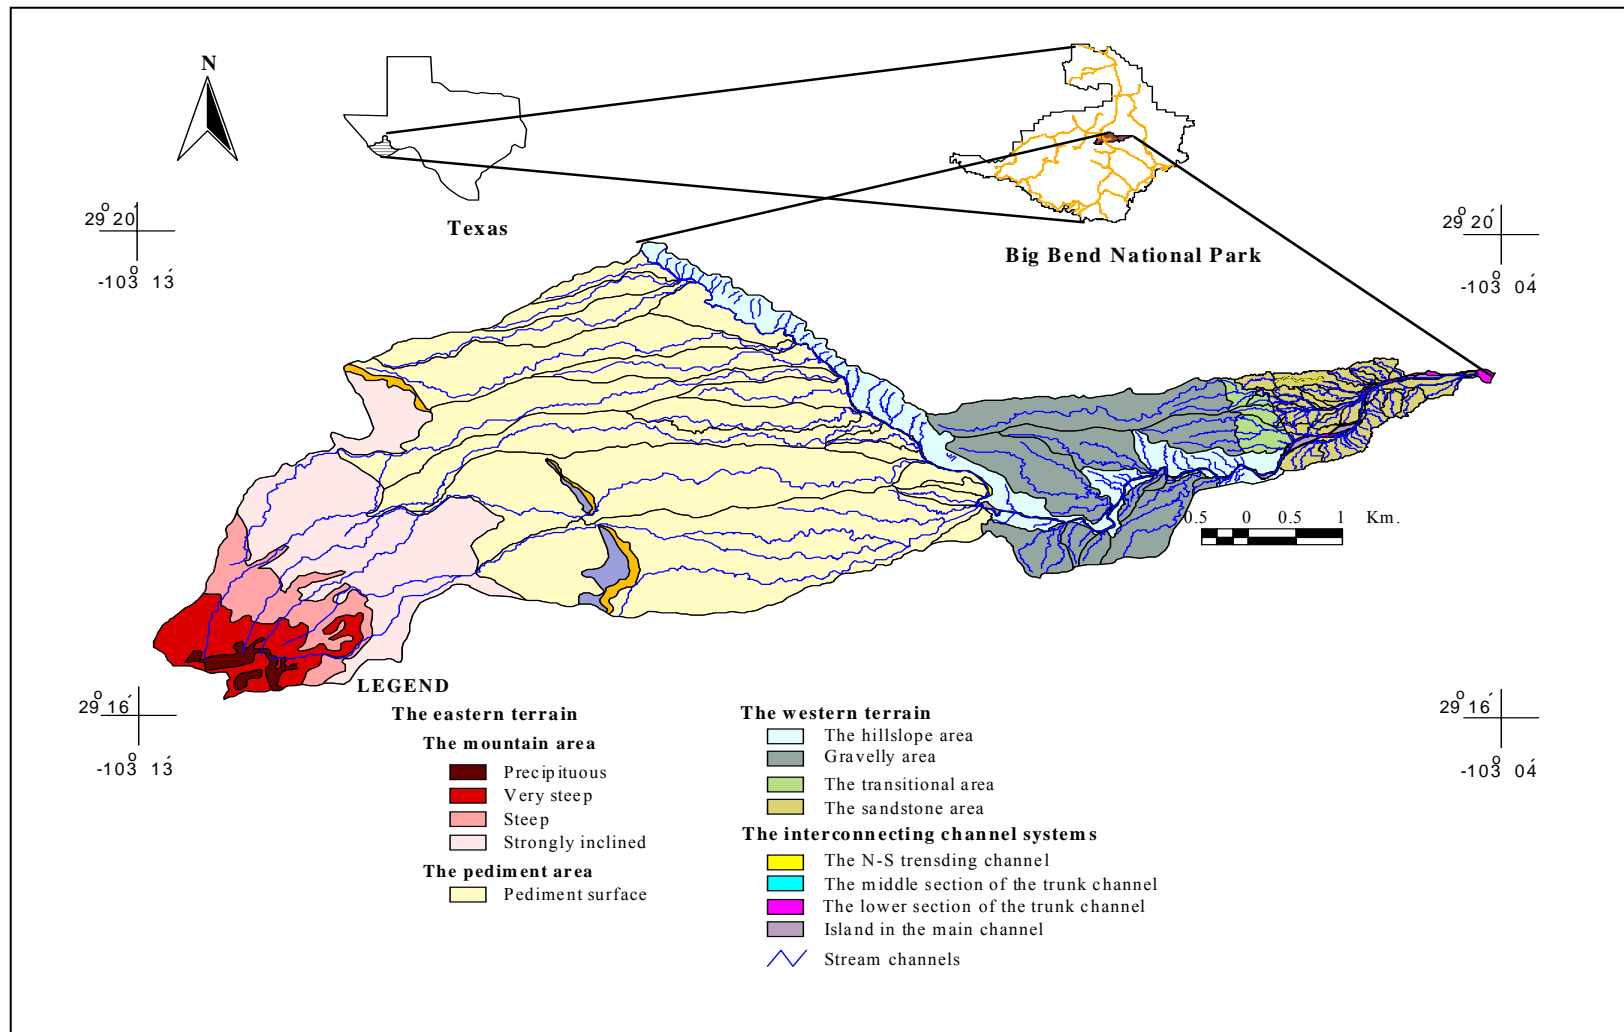 N
Texas
Big Bend National Park
29° 20´
-103° 13´
29° 20´
-103° 04´
0.5 0 0.5 1 Km.
29° 16´
-103° 13´
29° 16´
-103° 04´
LEGEND
The eastern terrain
The mountain area
Precipituous
Very steep
Steep
Strongly inclined
The pediment area
Pediment surface
The western terrain
The hillslope area
Gravelly area
The transitional area
The sandstone area
The interconnecting channel systems
The N-S trensding channel
The middle section of the trunk channel
The lower section of the trunk channel
Island in the main channel
Stream channels